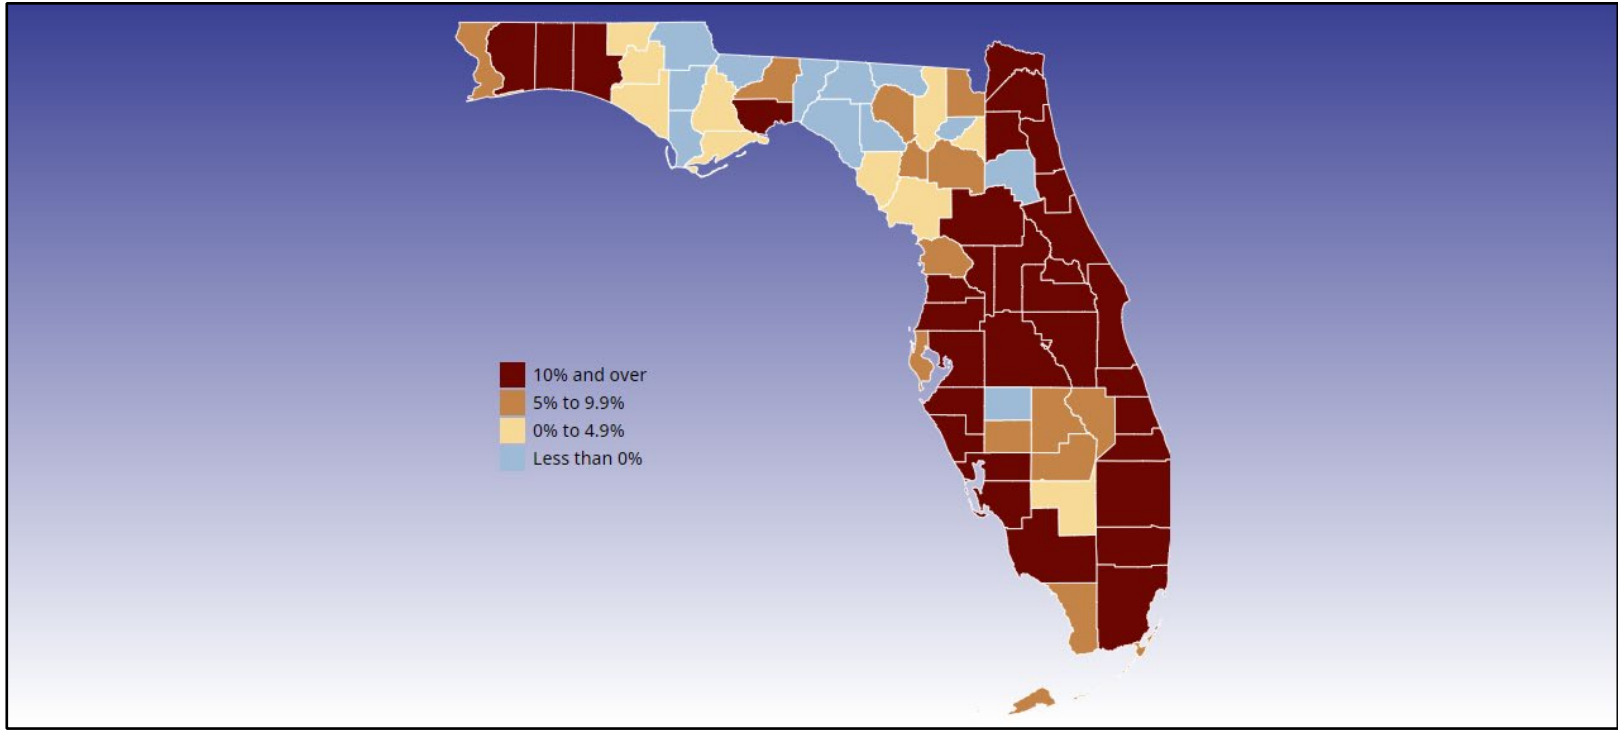 10% and over
5% to 9.9%
0% to 4.9%
Less than 0%